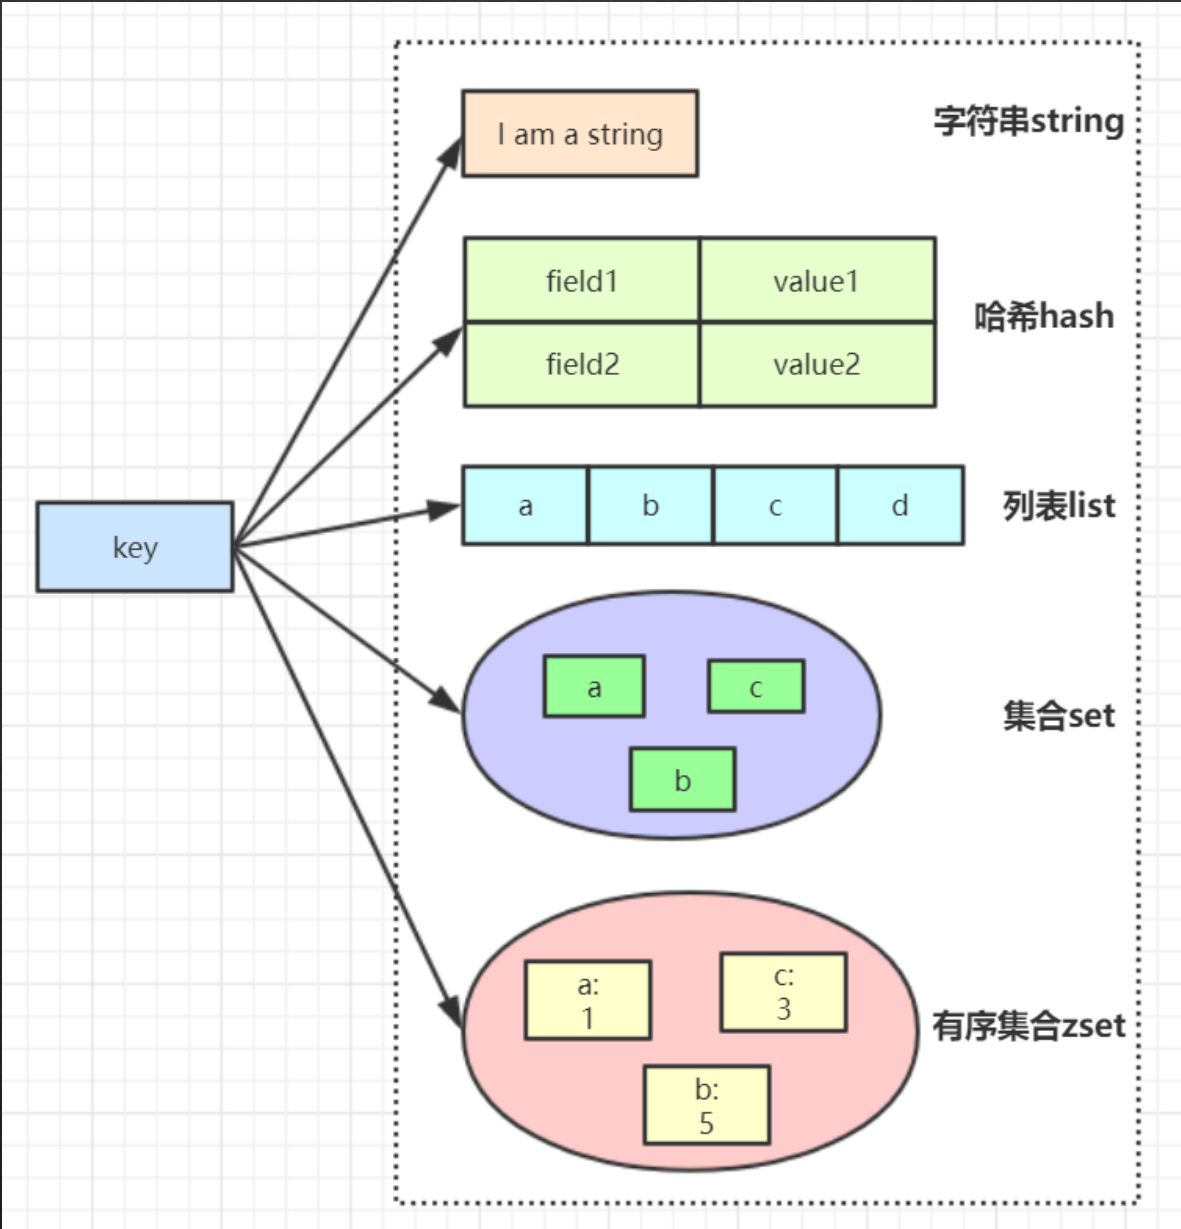 I am a string
字符串string
field1 value1
哈希hash
field2 value2
a b c d
列表list
key
a c
集合set
b
a:
1
c:
3
有序集合zset
b:
5